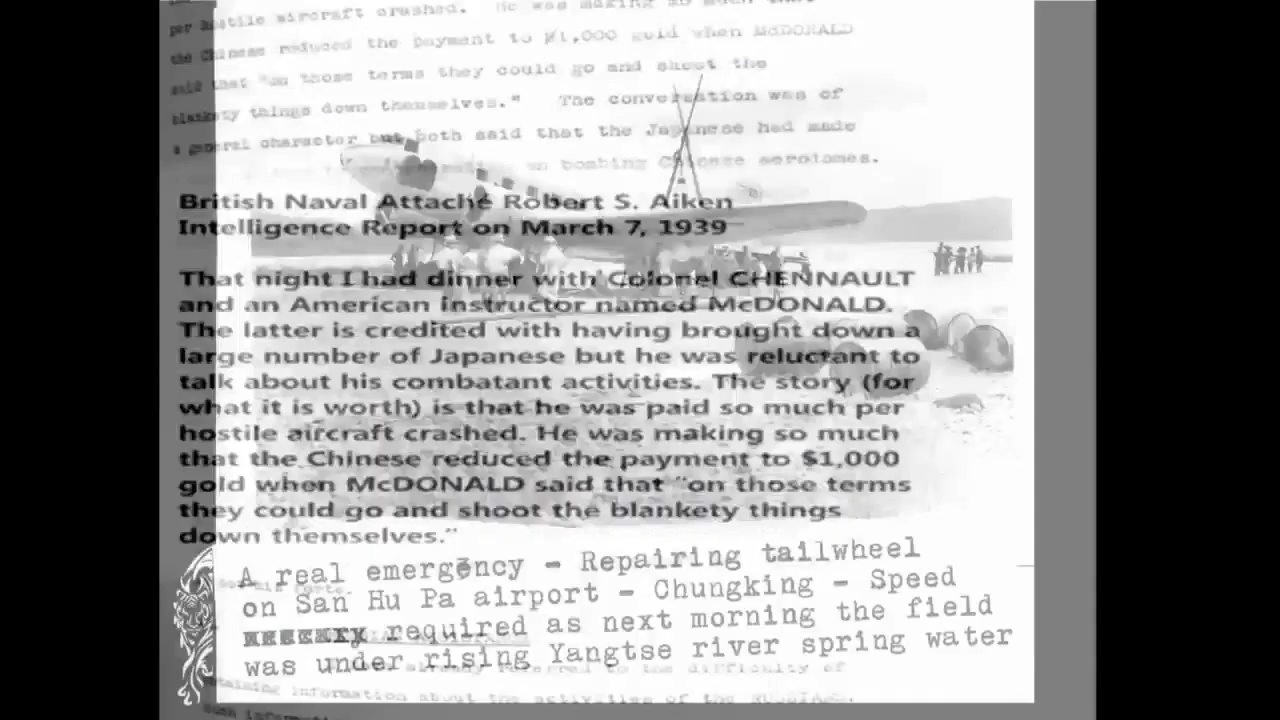 per hostile aircraft crashed. He was making so much that
the Chinese reduced the payment to $1,000 gold when McDONALD
said that "on those terms they could go and shoot the
blankety things down themselves." The conversation was of
a general character but both said that the Japanese had made
on bombing Chinese aerodromes.
British Naval Attaché Robert S. Aiken
Intelligence Report on March 7, 1939
That night I had dinner with Colonel CHENNAULT
and an American instructor named McDONALD.
The latter is credited with having brought down a
large number of Japanese but he was reluctant to
talk about his combatant activities. The story (for
what it is worth) is that he was paid so much per
hostile aircraft crashed. He was making so much
that the Chinese reduced the payment to $1,000
gold when McDONALD said that "on those terms
they could go and shoot the blankety things
down themselves."
A real emergency - Repairing tailwheel
on San Hu Pa airport - Chungking - Speed
required as next morning the field
was under rising Yangtse river spring water
already referred to the difficulty of
obtaining information about the activities of the RUSSIANS.
such informati